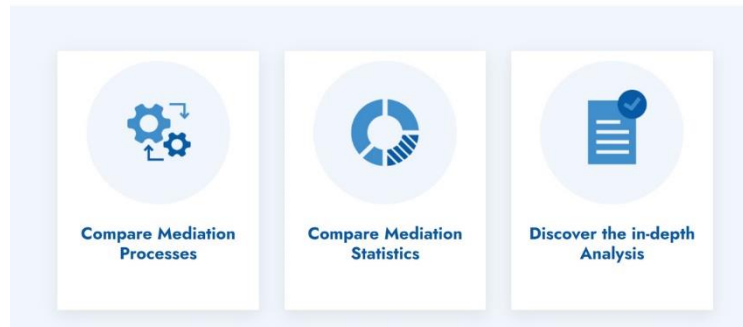 Compare Mediation
Processes
Compare Mediation
Statistics
Discover the in-depth
Analysis